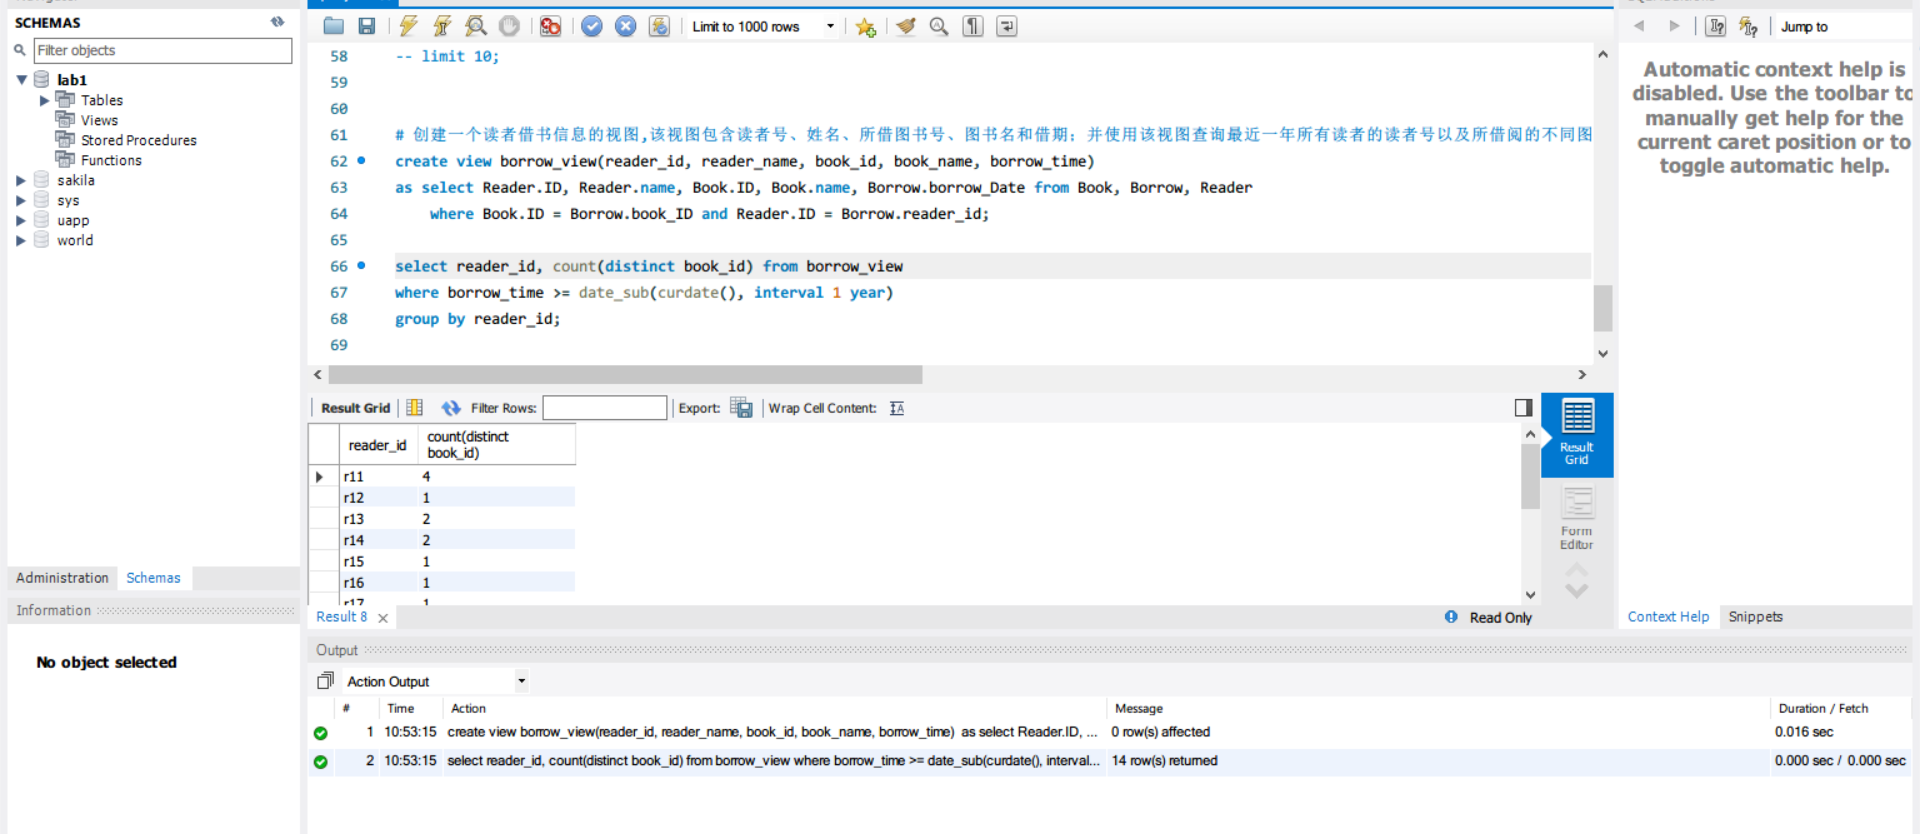 SCHEMAS
Filter objects
lab1
Tables
Views
Stored Procedures
Functions
sakila
sys
uapp
world
Administration Schemas
Information
No object selected
Limit to 1000 rows
58 -- limit 10;
59
60
61 # 创建一个读者借书信息的视图,该视图包含读者号、姓名、所借图书号、图书名和借期；并使用该视图查询最近一年所有读者的读者号以及所借阅的不同图
62 create view borrow_view(reader_id, reader_name, book_id, book_name, borrow_time)
63 as select Reader.ID, Reader.name, Book.ID, Book.name, Borrow.borrow_Date from Book, Borrow, Reader
64 where Book.ID = Borrow.book_ID and Reader.ID = Borrow.reader_id;
65
66 select reader_id, count(distinct book_id) from borrow_view
67 where borrow_time >= date_sub(curdate(), interval 1 year)
68 group by reader_id;
69
Result Grid Filter Rows: Export: Wrap Cell Content:
reader_id count(distinct
book_id)
r11 4
r12 1
r13 2
r14 2
r15 1
r16 1
r17 1
Result Grid
Form Editor
Result 8 Read Only
Output
Action Output
# Time Action Message Duration / Fetch
1 10:53:15 create view borrow_view(reader_id, reader_name, book_id, book_name, borrow_time) as select Reader.ID, ... 0 row(s) affected 0.016 sec
2 10:53:15 select reader_id, count(distinct book_id) from borrow_view where borrow_time >= date_sub(curdate(), interval... 14 row(s) returned 0.000 sec / 0.000 sec
Jump to
Automatic context help is
disabled. Use the toolbar to
manually get help for the
current caret position or to
toggle automatic help.
Context Help Snippets